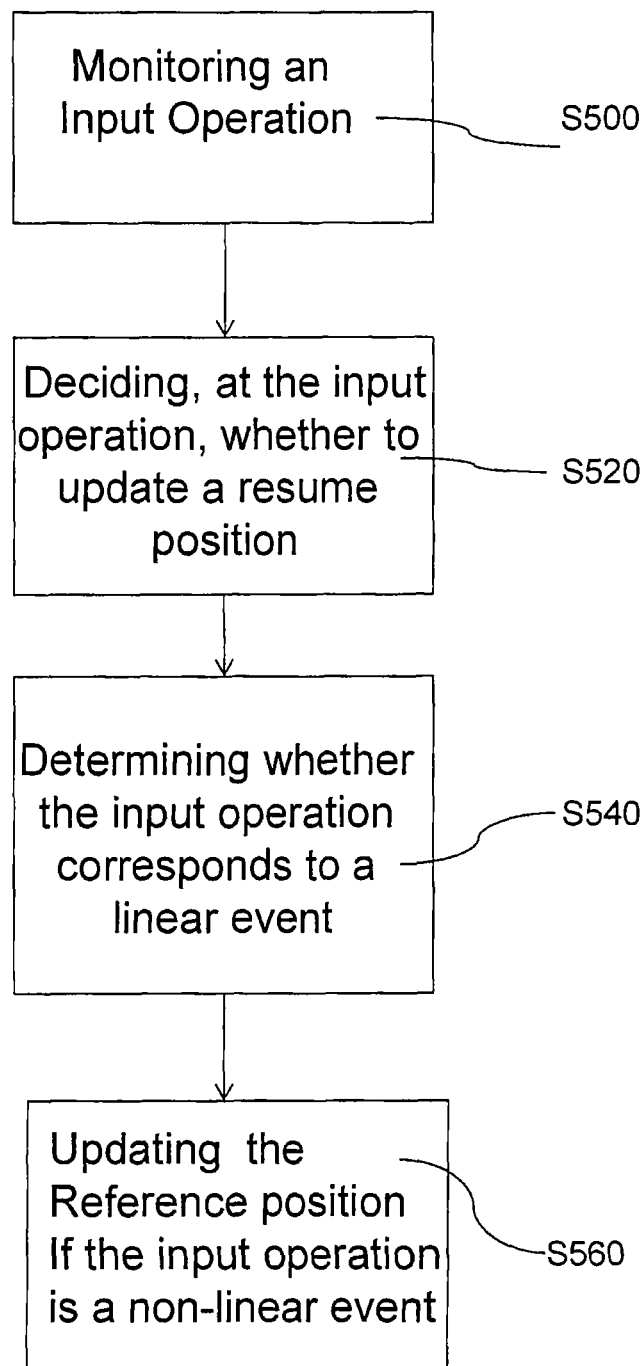 Monitoring an
Input Operation
S500
Deciding, at the input
operation, whether to
update a resume
position
S520
Determining whether
the input operation
corresponds to a
linear event
S540
Updating the
Reference position
If the input operation
is a non-linear event
S560